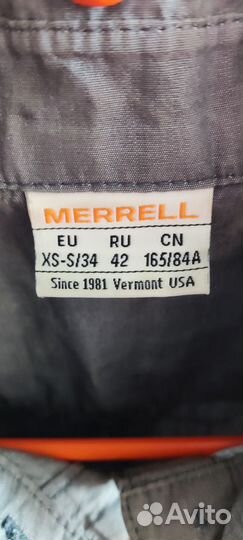 MERRELL
EU RU CN
XS-S/34 42 165/84A
Since 1981 Vermont USA
Avito